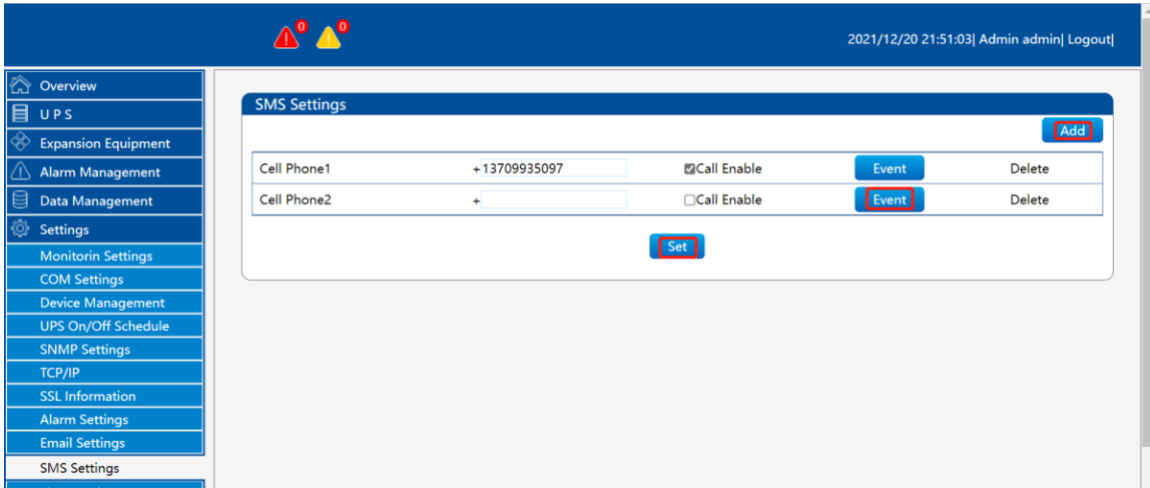 0 0
2021/12/20 21:51:03| Admin admin| Logout|
Overview
UPS
Expansion Equipment
Alarm Management
Data Management
Settings
Monitorin Settings
COM Settings
Device Management
UPS On/Off Schedule
SNMP Settings
TCP/IP
SSL Information
Alarm Settings
Email Settings
SMS Settings
SMS Settings
Add
Cell Phone1 +13709935097 Call Enable Event Delete
Cell Phone2 + Call Enable Event Delete
Set